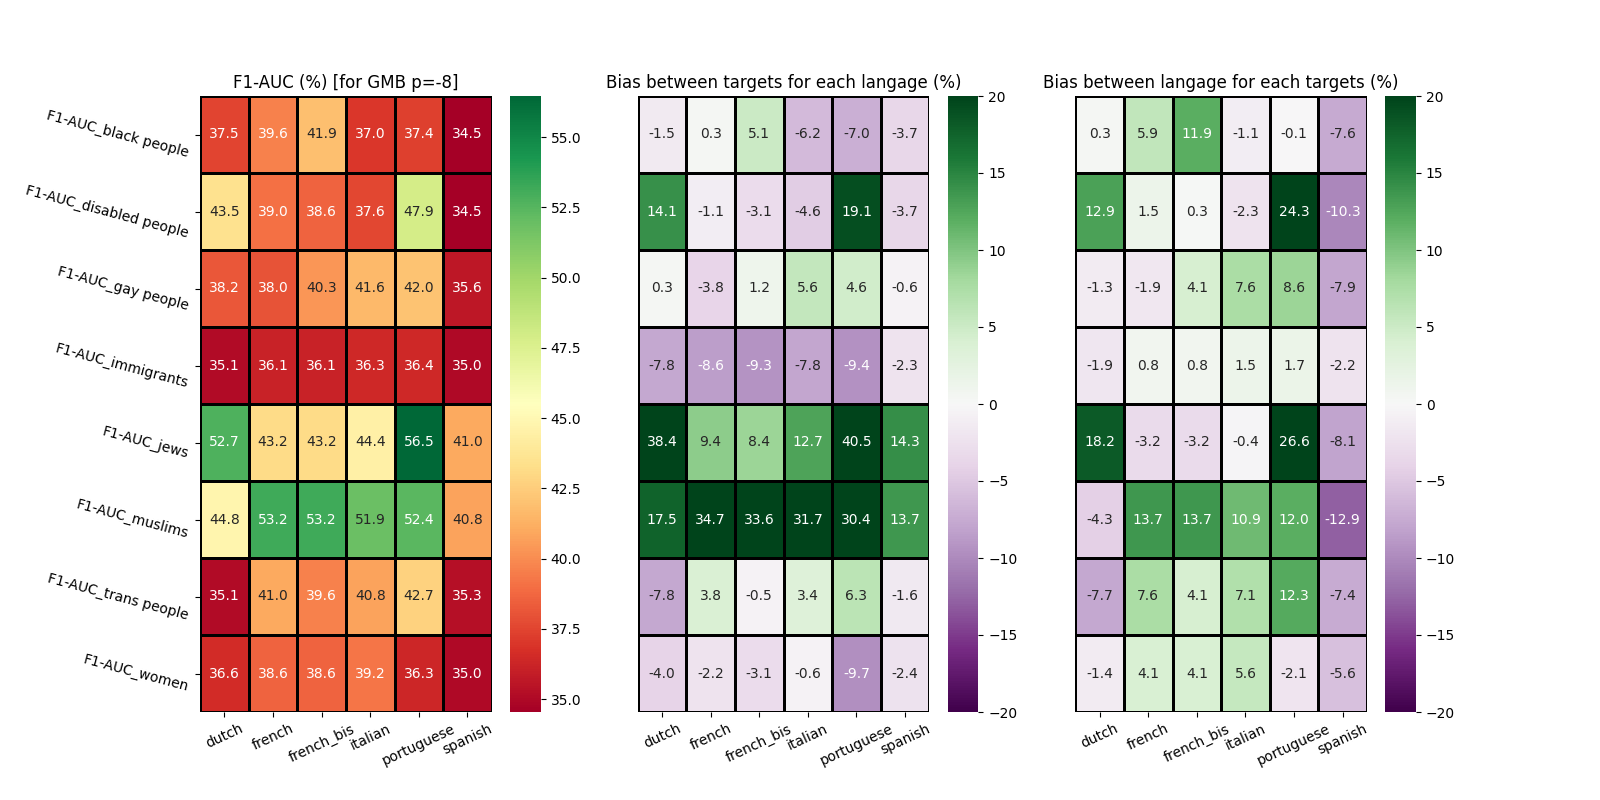 F1-AUC (%) [for GMB p=-8]
Bias between targets for each langage (%)
Bias between langage for each targets (%)
F1-AUC_black people 37.5 39.6 41.9 37.0 37.4 34.5
F1-AUC_disabled people 43.5 39.0 38.6 37.6 47.9 34.5
F1-AUC_gay people 38.2 38.0 40.3 41.6 42.0 35.6
F1-AUC_immigrants 35.1 36.1 36.1 36.3 36.4 35.0
F1-AUC_jews 52.7 43.2 43.2 44.4 56.5 41.0
F1-AUC_muslims 44.8 53.2 53.2 51.9 52.4 40.8
F1-AUC_trans people 35.1 41.0 39.6 40.8 42.7 35.3
F1-AUC_women 36.6 38.6 38.6 39.2 36.3 35.0
dutch french french_bis italian portuguese spanish
55.0
52.5
50.0
47.5
45.0
42.5
40.0
37.5
35.0
-1.5 0.3 5.1 -6.2 -7.0 -3.7
14.1 -1.1 -3.1 -4.6 19.1 -3.7
0.3 -3.8 1.2 5.6 4.6 -0.6
-7.8 -8.6 -9.3 -7.8 -9.4 -2.3
38.4 9.4 8.4 12.7 40.5 14.3
17.5 34.7 33.6 31.7 30.4 13.7
-7.8 3.8 -0.5 3.4 6.3 -1.6
-4.0 -2.2 -3.1 -0.6 -9.7 -2.4
dutch french french_bis italian portuguese spanish
20
15
10
5
0
−5
−10
−15
−20
0.3 5.9 11.9 -1.1 -0.1 -7.6
12.9 1.5 0.3 -2.3 24.3 -10.3
-1.3 -1.9 4.1 7.6 8.6 -7.9
-1.9 0.8 0.8 1.5 1.7 -2.2
18.2 -3.2 -3.2 -0.4 26.6 -8.1
-4.3 13.7 13.7 10.9 12.0 -12.9
-7.7 7.6 4.1 7.1 12.3 -7.4
-1.4 4.1 4.1 5.6 -2.1 -5.6
dutch french french_bis italian portuguese spanish
20
15
10
5
0
−5
−10
−15
−20